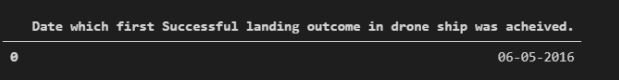 Date which first Successful landing outcome in drone ship was acheived.
0 06-05-2016